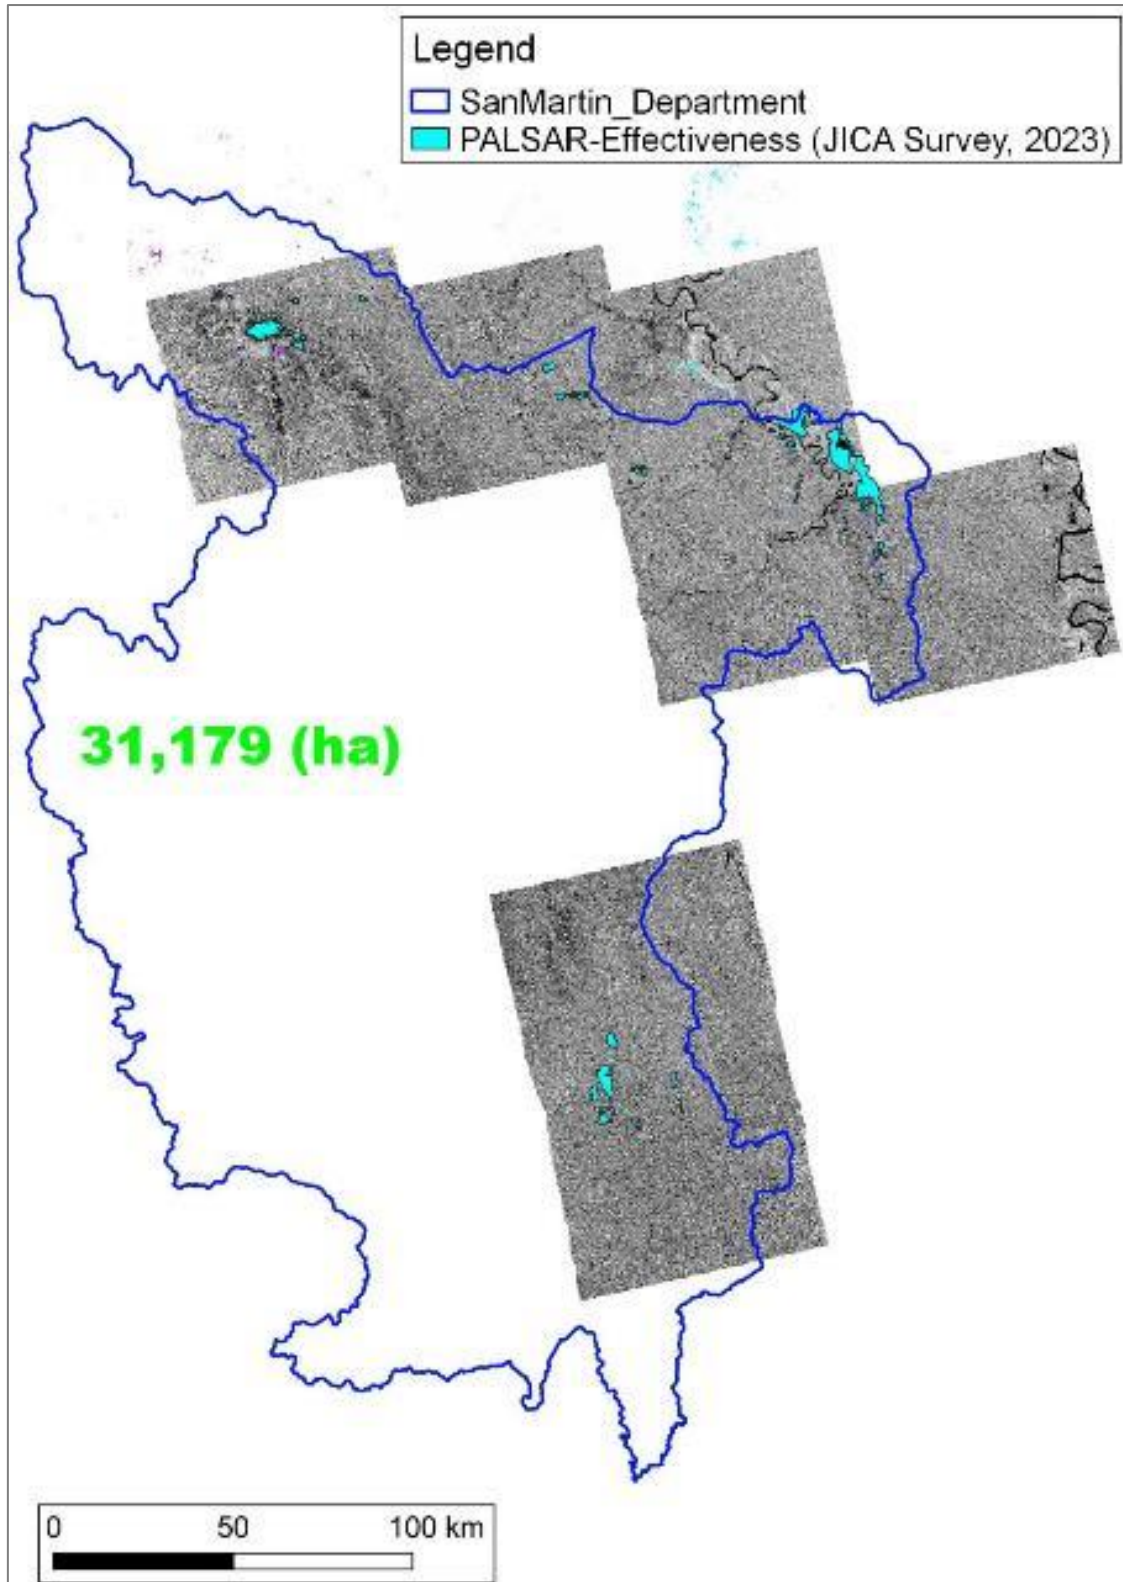 Legend
SanMartin_Department
PALSAR-Effectiveness (JICA Survey, 2023)
31,179 (ha)
0 50 100 km